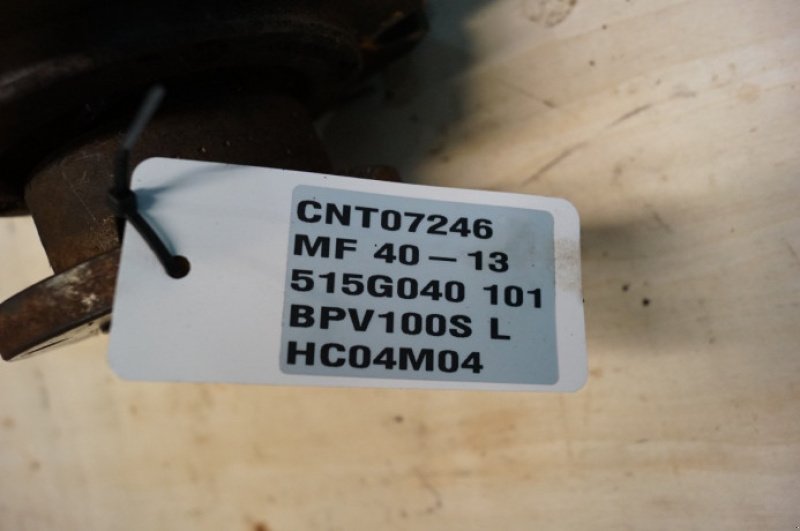 CNT07246
MF 40 – 13
515G040 101
BPV100S L
HC04M04